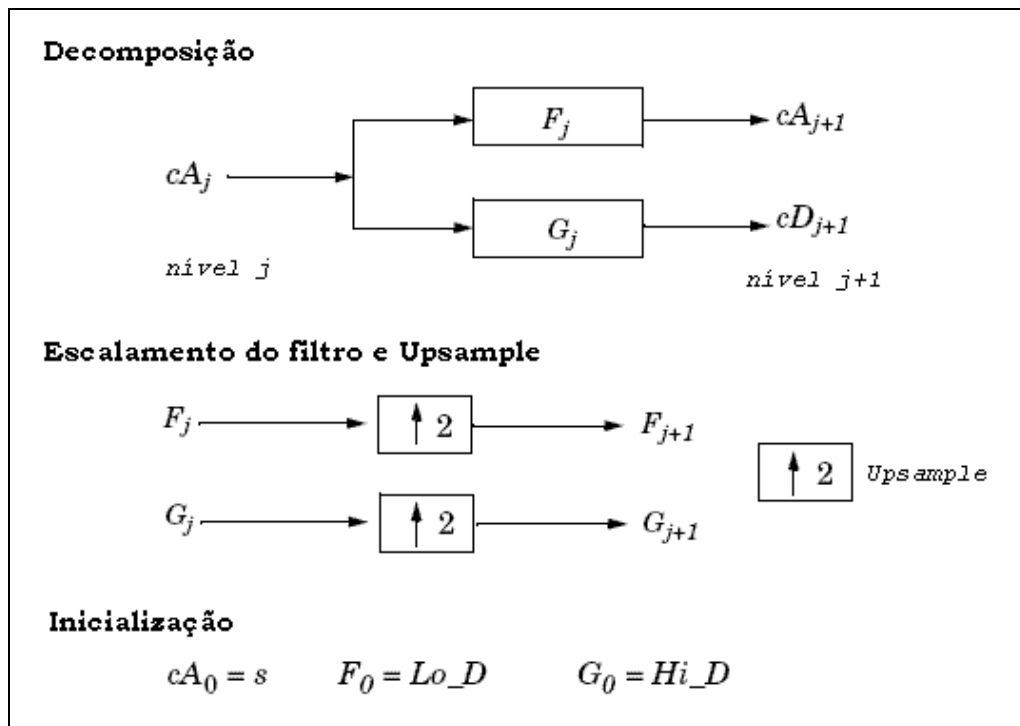 Decomposição
F_j
cA_{j+1}
cA_j
G_j
cD_{j+1}
nível j
nível j+1
Escalamento do filtro e Upsample
F_j
↑ 2
F_{j+1}
↑ 2 Upsample
G_j
↑ 2
G_{j+1}
Inicialização
cA_0 = s F_0 = Lo_D G_0 = Hi_D